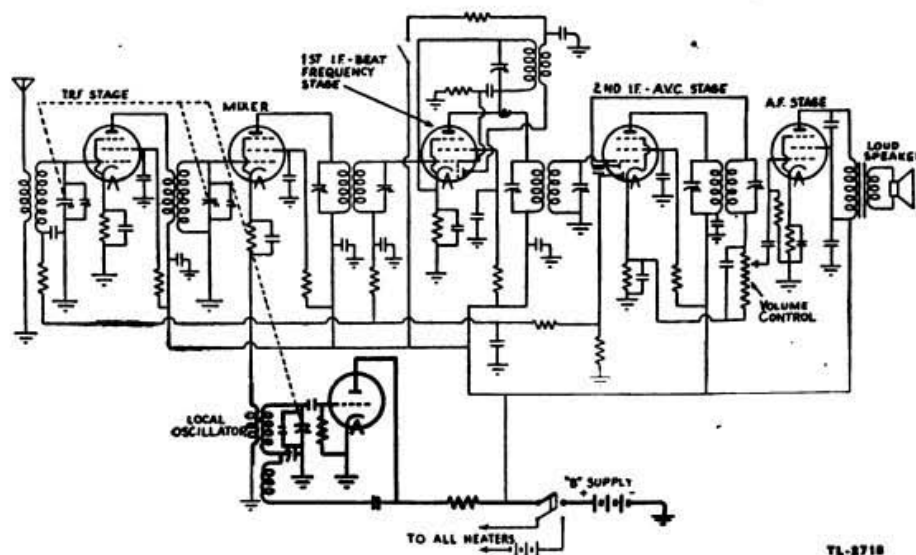 1ST I.F.-BEAT
FREQUENCY
STAGE
TRF STAGE
MIXER
2ND I.F. - A.V.C. STAGE
A.F. STAGE
LOUD
SPEAKER
VOLUME
CONTROL
LOCAL
OSCILLATOR
"B" SUPPLY
+ -
TO ALL HEATERS
TL-2718